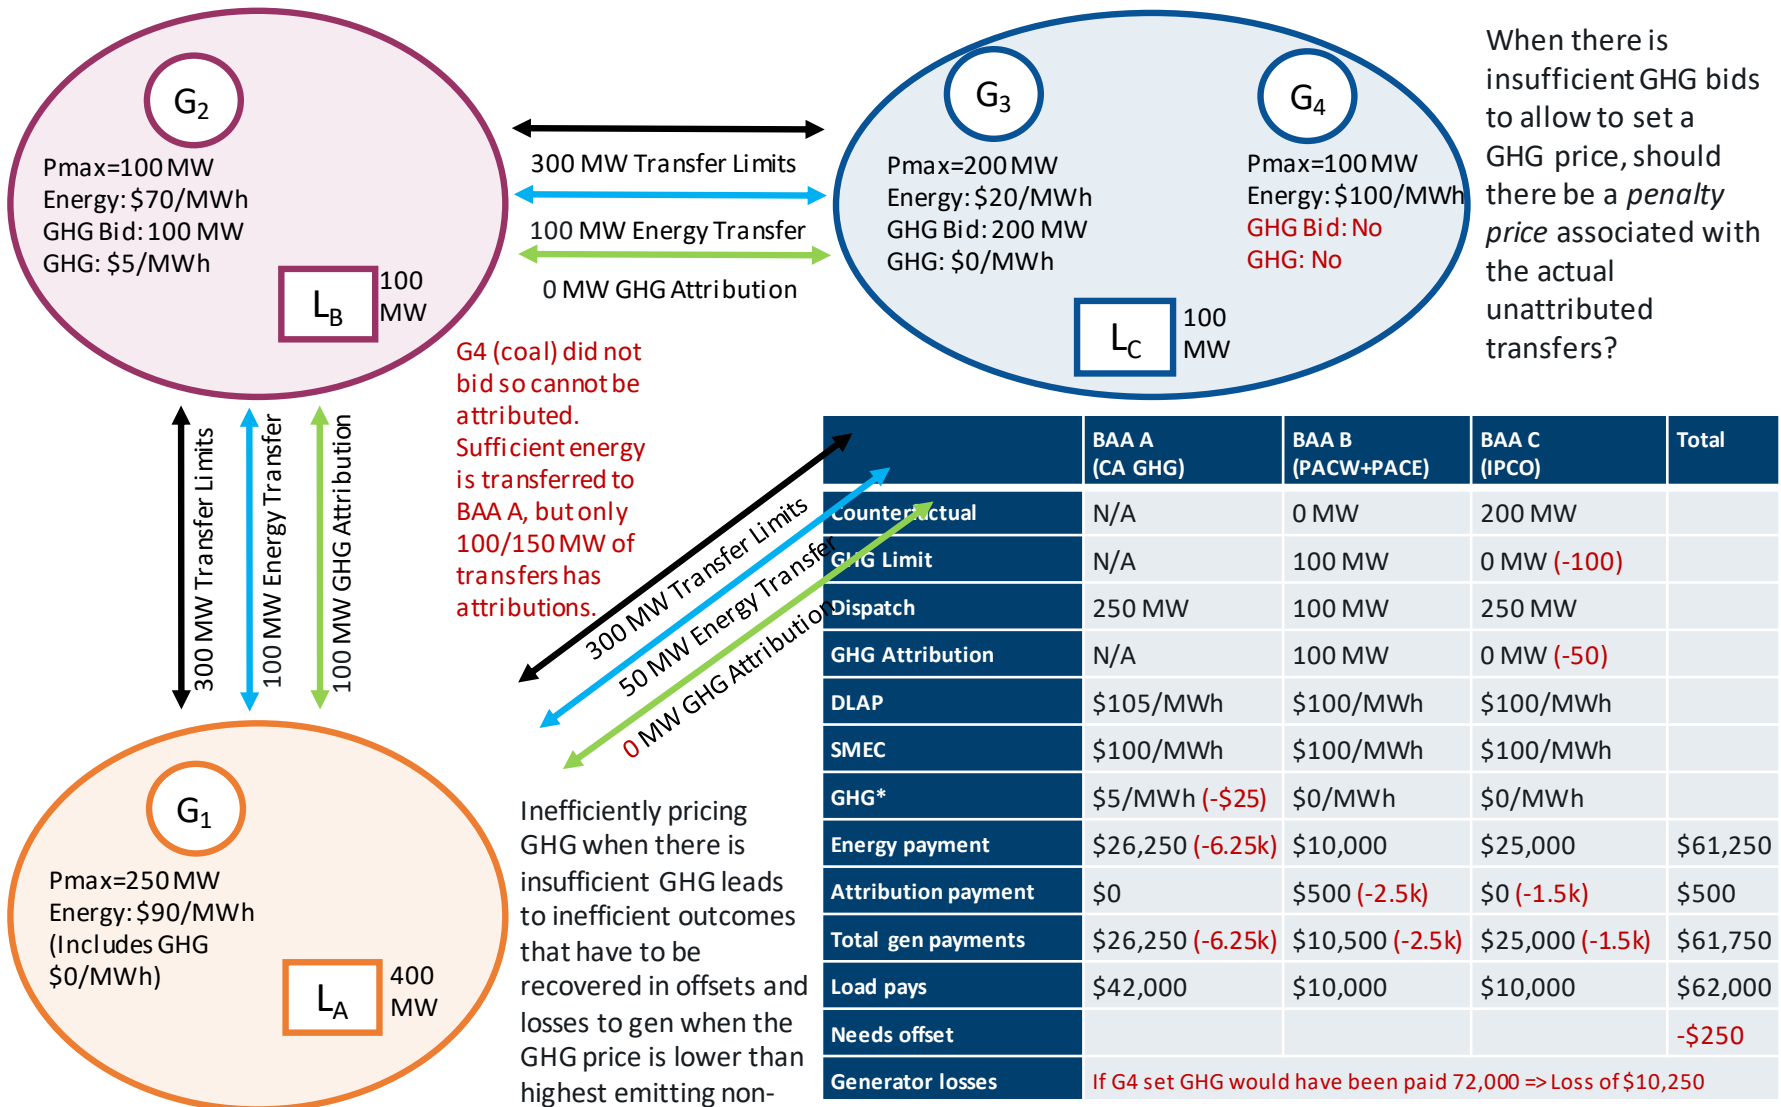 G2
Pmax=100 MW
Energy: $70/MWh
GHG Bid: 100 MW
GHG: $5/MWh
LB
100
MW
300 MW Transfer Limits
100 MW Energy Transfer
0 MW GHG Attribution
G3
Pmax=200 MW
Energy: $20/MWh
GHG Bid: 200 MW
GHG: $0/MWh
G4
Pmax=100 MW
Energy: $100/MWh
GHG Bid: No
GHG: No
LC
100
MW
When there is
insufficient GHG bids
to allow to set a
GHG price, should
there be a penalty
price associated with
the actual
unattributed
transfers?
G4 (coal) did not
bid so cannot be
attributed.
Sufficient energy
is transferred to
BAA A, but only
100/150 MW of
transfers has
attributions.
300 MW Transfer Limits
100 MW Energy Transfer
100 MW GHG Attribution
300 MW Transfer Limits
50 MW Energy Transfer
0 MW GHG Attribution
G1
Pmax=250 MW
Energy: $90/MWh
(Includes GHG
$0/MWh)
LA
400
MW
Inefficiently pricing
GHG when there is
insufficient GHG leads
to inefficient outcomes
that have to be
recovered in offsets and
losses to gen when the
GHG price is lower than
highest emitting non-
BAA A (CA GHG) BAA B (PACW+PACE) BAA C (IPCO) Total
Counterfactual N/A 0 MW 200 MW
GHG Limit N/A 100 MW 0 MW (-100)
Dispatch 250 MW 100 MW 250 MW
GHG Attribution N/A 100 MW 0 MW (-50)
DLAP $105/MWh $100/MWh $100/MWh
SMEC $100/MWh $100/MWh $100/MWh
GHG* $5/MWh (-$25) $0/MWh $0/MWh
Energy payment $26,250 (-6.25k) $10,000 $25,000 $61,250
Attribution payment $0 $500 (-2.5k) $0 (-1.5k) $500
Total gen payments $26,250 (-6.25k) $10,500 (-2.5k) $25,000 (-1.5k) $61,750
Load pays $42,000 $10,000 $10,000 $62,000
Needs offset -$250
Generator losses If G4 set GHG would have been paid 72,000 => Loss of $10,250